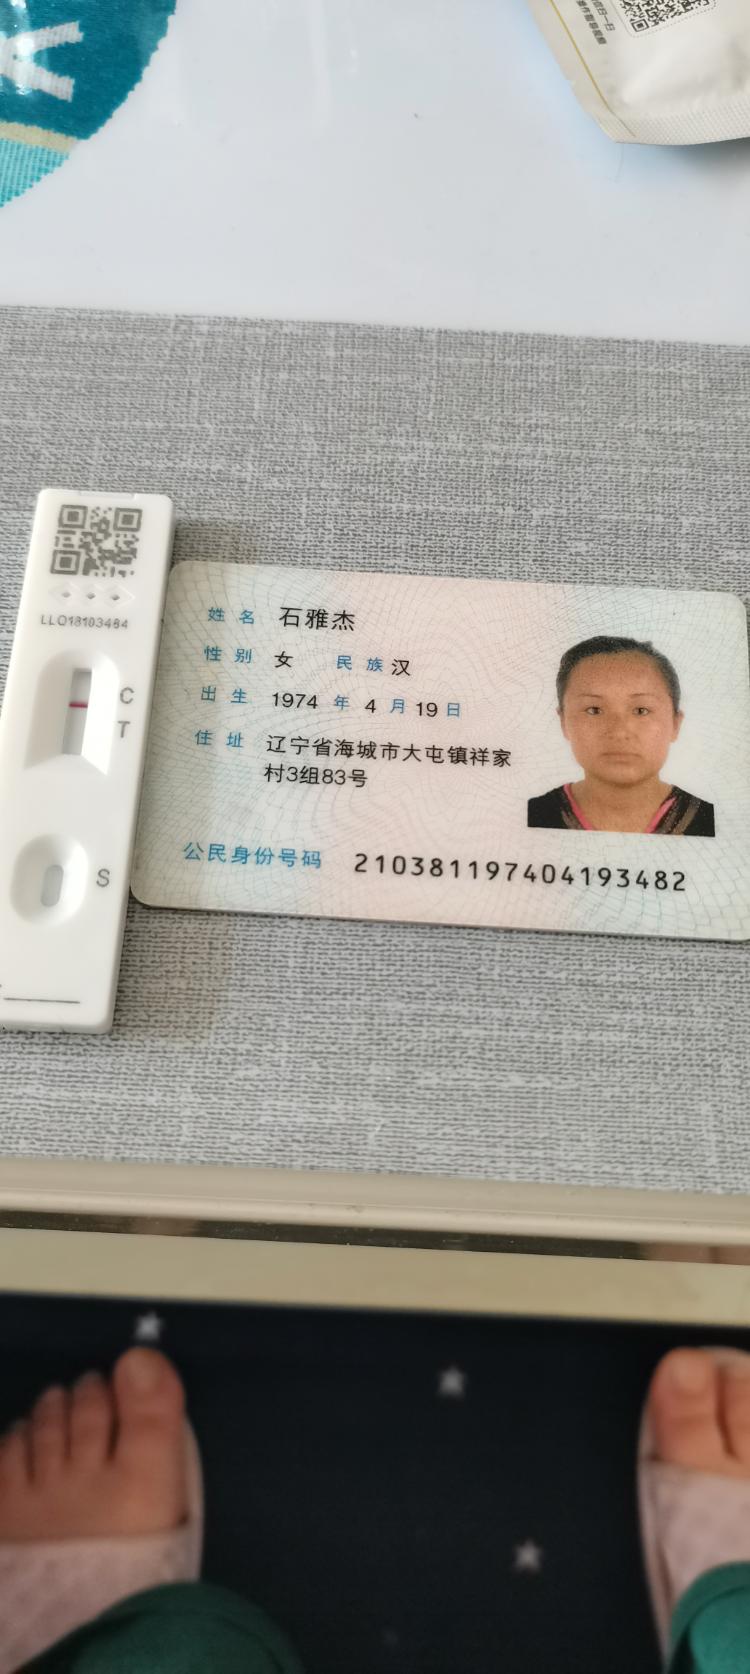 LLO18103464
C
T
S
姓名 石雅杰
性别 女 民族 汉
出生 1974 年 4 月 19 日
住址 辽宁省海城市大屯镇祥家
村3组83号
公民身份号码 210381197404193482